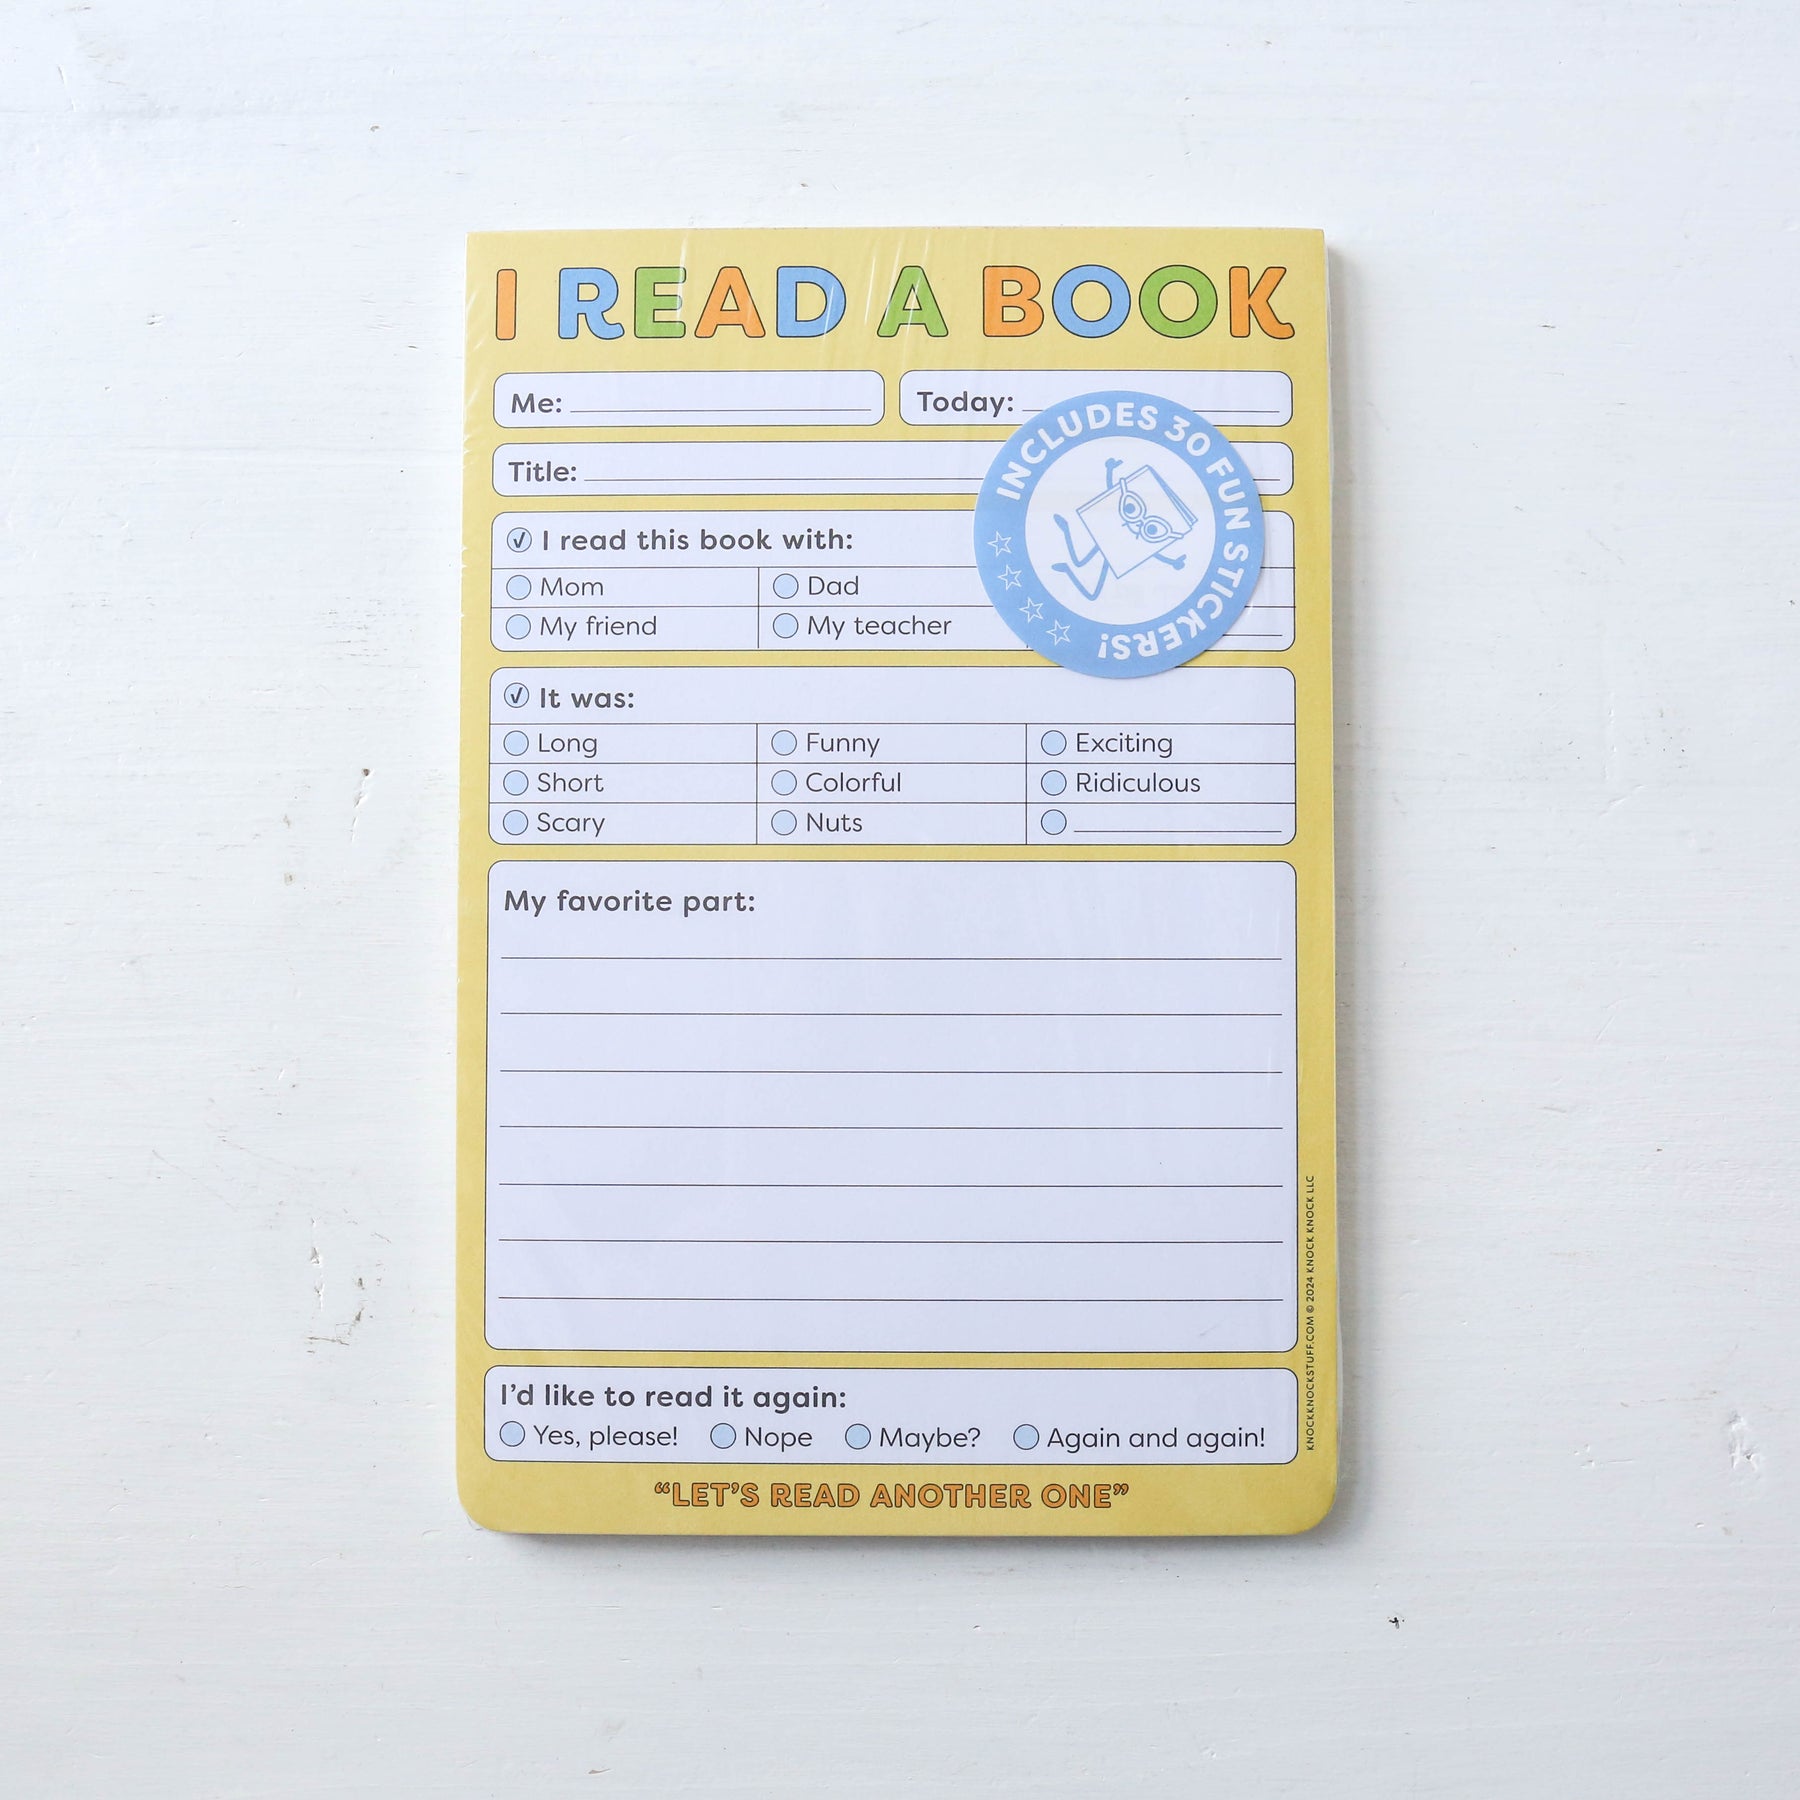 I READ A BOOK
Me:
Today:
INCLUDES 30 FUN STICKERS!
Title:
I read this book with:
Mom
Dad
My friend
My teacher
It was:
Long
Funny
Exciting
Short
Colorful
Ridiculous
Scary
Nuts
My favorite part:
I'd like to read it again:
Yes, please!
Nope
Maybe?
Again and again!
"LET'S READ ANOTHER ONE"
KNOCKKNOCKSTUFF.COM © 2024 KNOCK KNOCK LLC